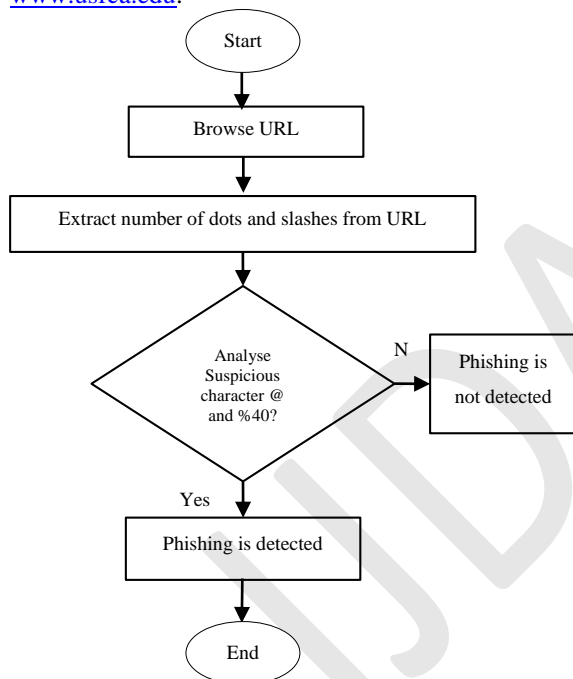 www.usfca.edu.
Start
Browse URL
Extract number of dots and slashes from URL
Analyse
Suspicious
character @
and %40?
N
Phishing is
not detected
Yes
Phishing is detected
End
IJDA